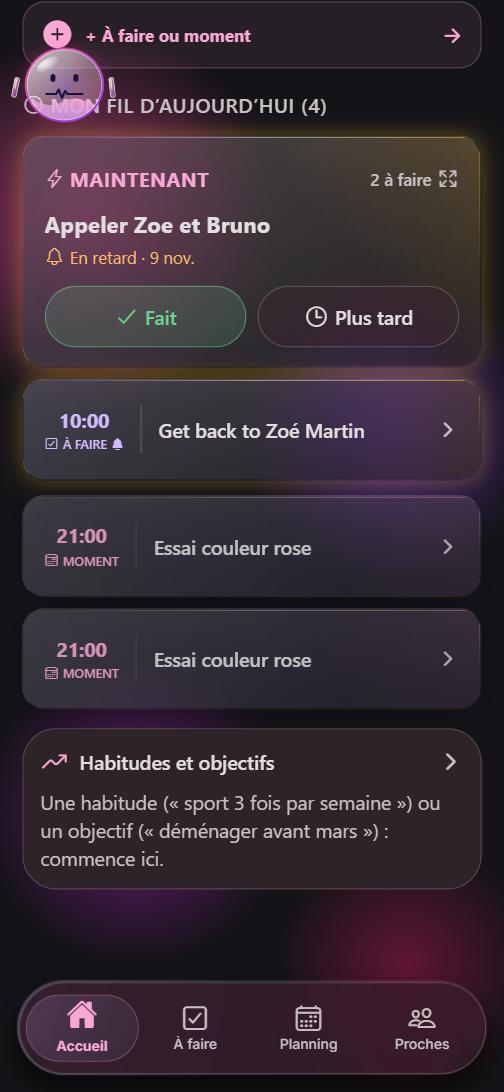 + À faire ou moment
MON FIL D'AUJOURD'HUI (4)
MAINTENANT
2 à faire
Appeler Zoe et Bruno
En retard · 9 nov.
Fait
Plus tard
10:00
À FAIRE
Get back to Zoé Martin
21:00
MOMENT
Essai couleur rose
21:00
MOMENT
Essai couleur rose
Habitudes et objectifs
Une habitude (« sport 3 fois par semaine ») ou
un objectif (« déménager avant mars ») :
commence ici.
Accueil
À faire
Planning
Proches